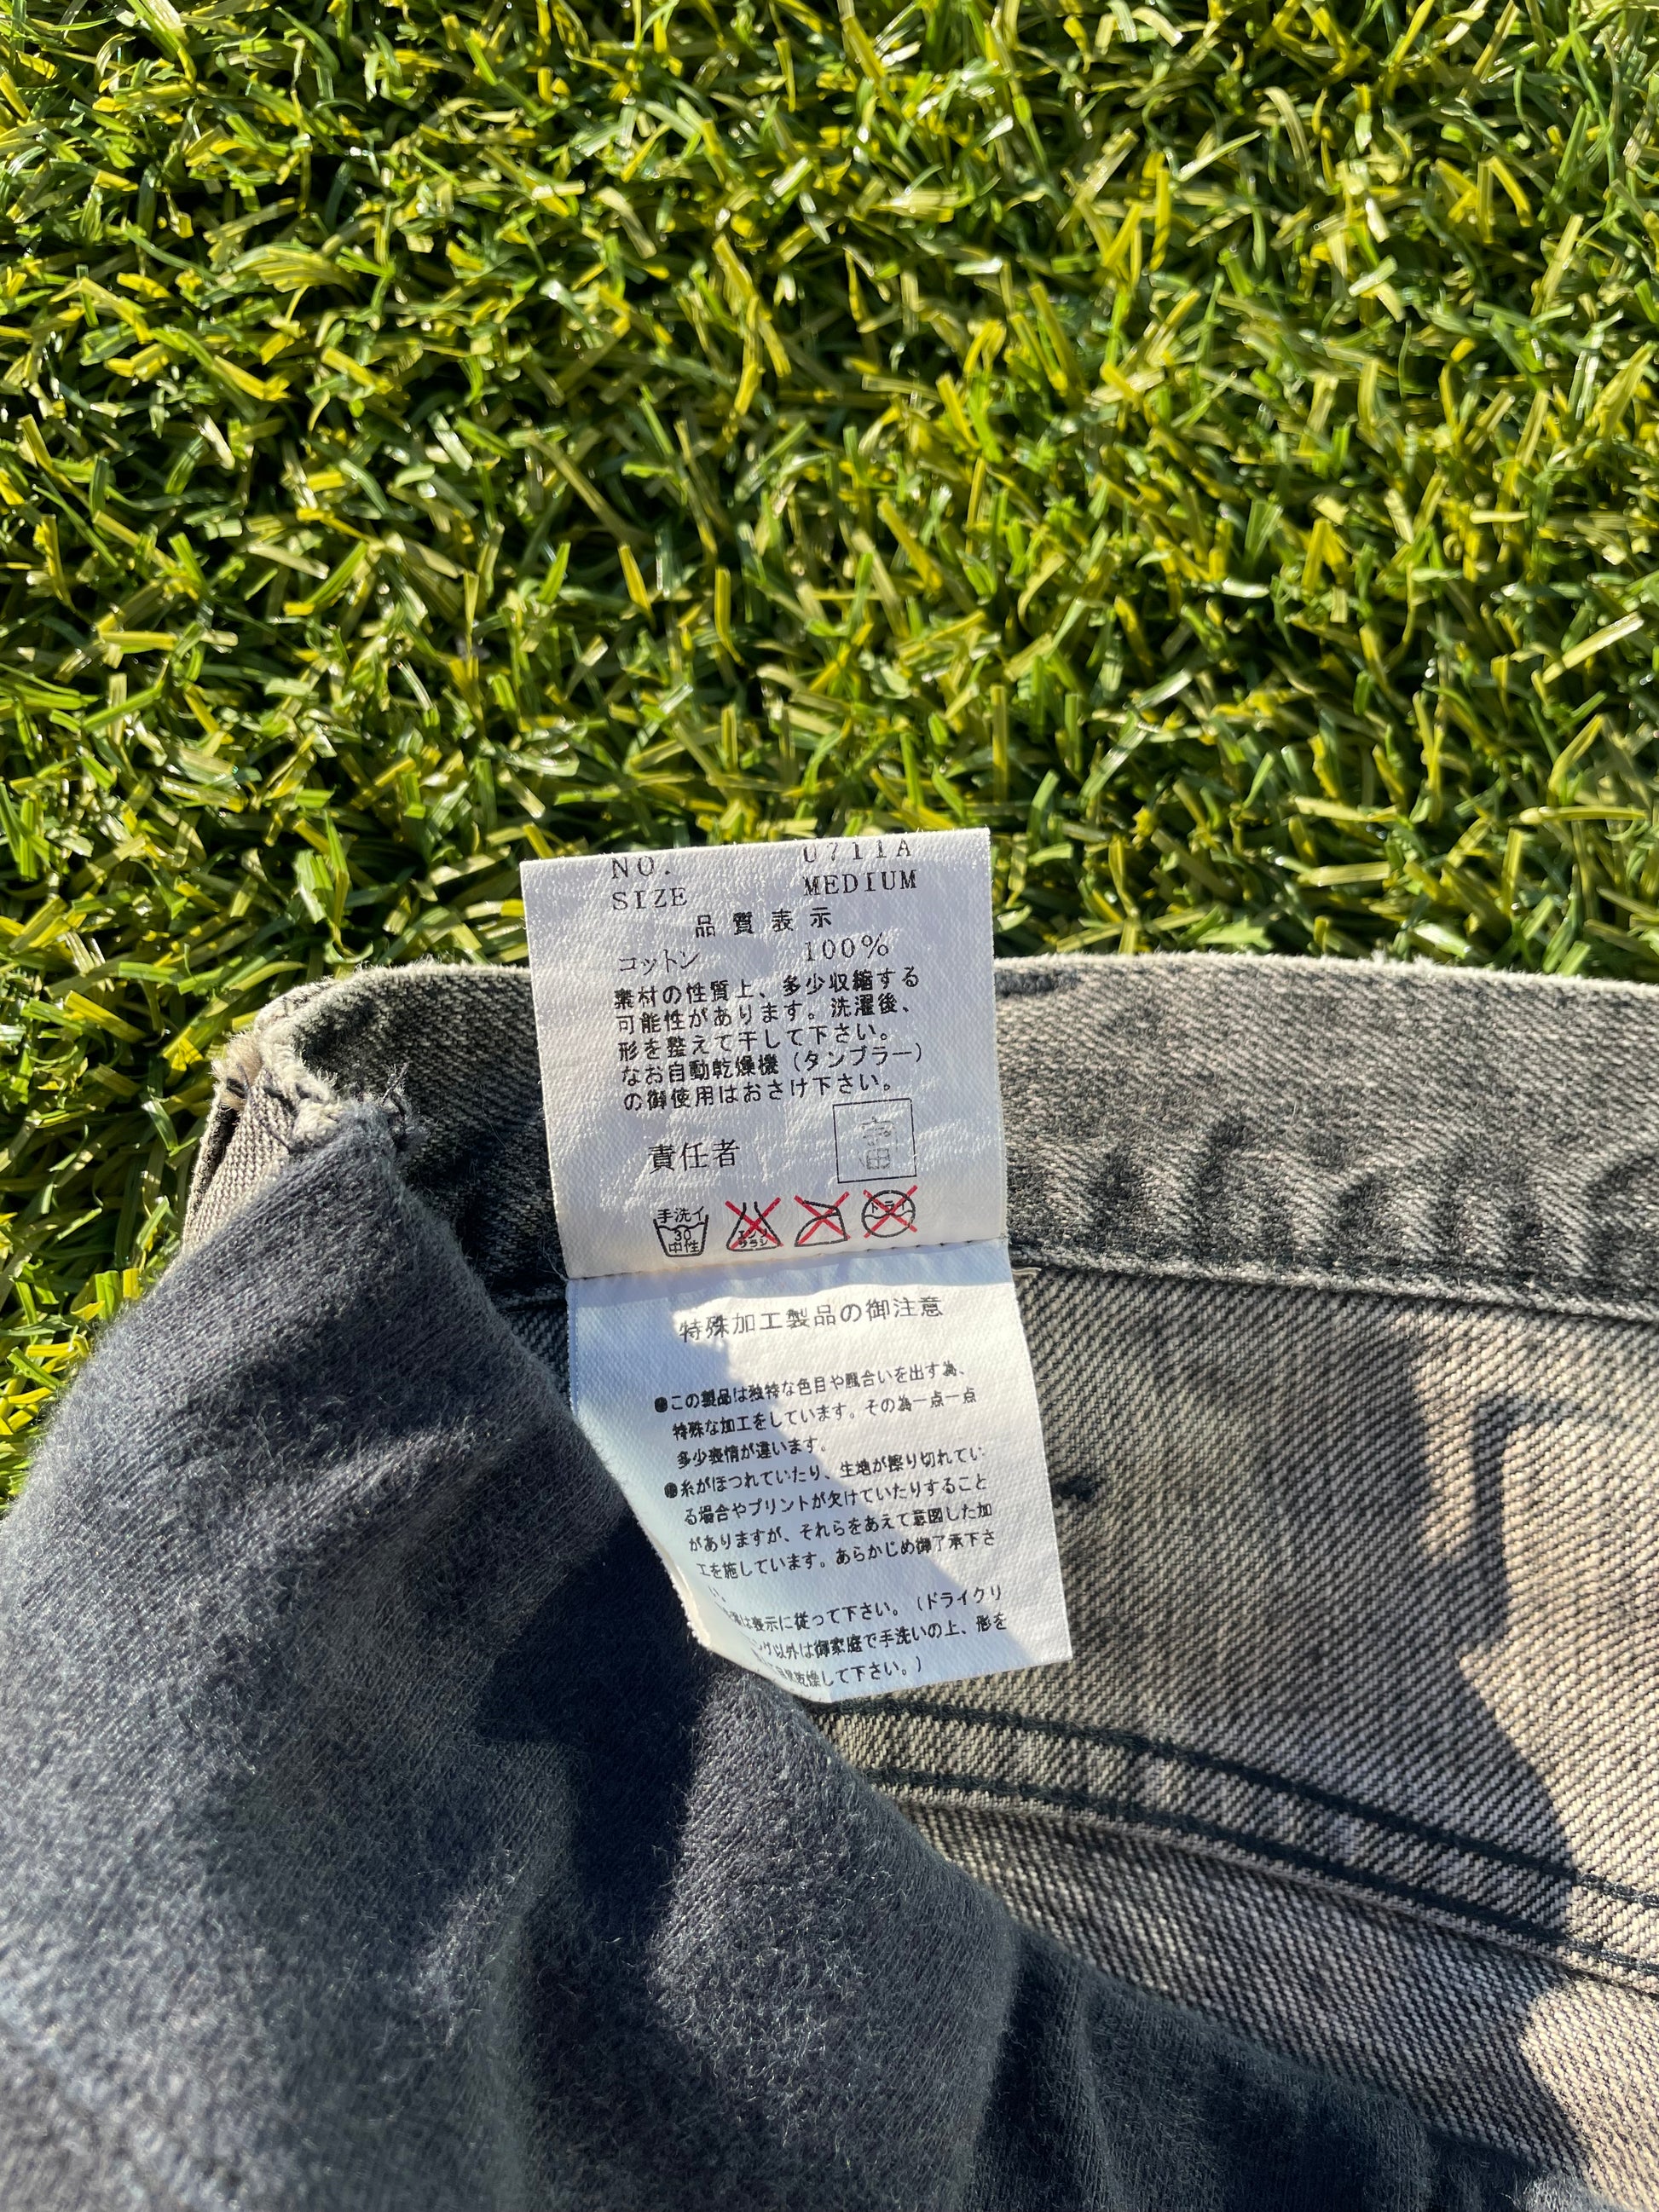 NO. 0711A
SIZE MEDIUM
品質表示
コットン 100%
素材の性質上、多少収縮する
可能性があります。洗濯後、
形を整えて干して下さい。
なお自動乾燥機（タンブラー）
の御使用はおさけ下さい。
責任者
手洗イ
30
中性
エンソ
サラシ
ドライ
特殊加工製品の御注意
●この製品は独特な色目や風合いを出す為、
特殊な加工をしています。その為一点一点
多少表情が違います。
●糸がほつれていたり、生地が擦り切れてい
る場合やプリントが欠けていたりすること
がありますが、それらをあえて意図した加
工を施しています。あらかじめ御了承下さ
い。
は表示に従って下さい。（ドライクリ
ング以外は御家庭で手洗いの上、形を
乾燥して下さい。）